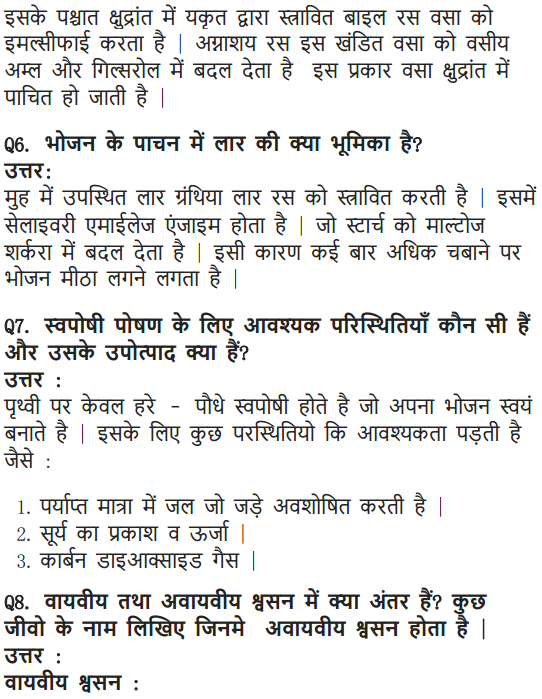 इसके पश्चात क्षुद्रांत में यकृत द्वारा स्त्रावित बाइल रस वसा को
इमल्सीफाई करता है | अग्नाशय रस इस खंडित वसा को वसीय
अम्ल और गिल्सरोल में बदल देता है इस प्रकार वसा क्षुद्रांत में
पाचित हो जाती है |
Q6. भोजन के पाचन में लार की क्या भूमिका है?
उत्तर:
मुह में उपस्थित लार ग्रंथिया लार रस को स्त्रावित करती है | इसमें
सेलाइवरी एमाईलेज एंजाइम होता है | जो स्टार्च को माल्टोज
शर्करा में बदल देता है | इसी कारण कई बार अधिक चबाने पर
भोजन मीठा लगने लगता है |
Q7. स्वपोषी पोषण के लिए आवश्यक परिस्थितियाँ कौन सी हैं
और उसके उपोत्पाद क्या हैं?
उत्तर :
पृथ्वी पर केवल हरे - पौधे स्वपोषी होते है जो अपना भोजन स्वयं
बनाते है | इसके लिए कुछ परस्थितियो कि आवश्यकता पड़ती है
जैसे :
1. पर्याप्त मात्रा में जल जो जड़े अवशोषित करती है |
2. सूर्य का प्रकाश व ऊर्जा |
3. कार्बन डाइआक्साइड गैस |
Q8. वायवीय तथा अवायवीय श्वसन में क्या अंतर हैं? कुछ
जीवो के नाम लिखिए जिनमे अवायवीय श्वसन होता है |
उत्तर :
वायवीय श्वसन :